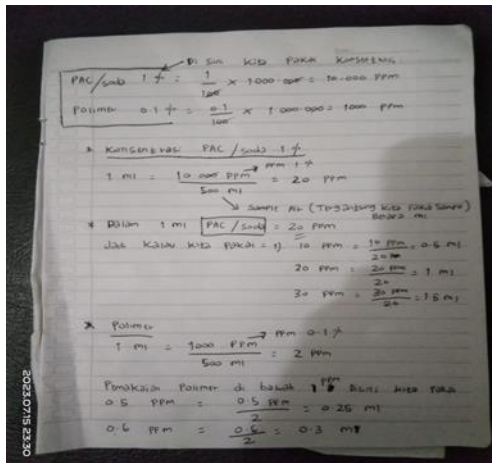 Di sini kita pakai konsentrasi
PAC/soda 1 % = 1/100 × 1000.000 = 10.000 PPM
Polimer 0.1 % = 0.1/100 × 1.000.000 = 1000 PPm
* Konsentrasi PAC/soda 1 %
1 ml = 10 000 PPM / 500 ml = 20 PPm
PPM 1 %
Sampel Air (Tergantung kita pakai sampel
Berapa ml
* Dalam 1 ml PAC/soda = 20 PPM
Jadi kalau kita pakai = 1) 10 PPm = 10 PPm / 20 PPM = 0.5 ml
20 PPm = 20 PPm / 20 = 1 ml
30 PPm = 30 PPm / 20 = 1.5 ml
* Polimer
1 ml = 1000 PPM / 500 ml = 2 PPm
PPM 0.1 %
Pemakaian Polimer di bawah 1 PPM Disini kita pakai
0.5 PPm = 0.5 PPM / 2 = 0.25 ml
0.6 PPm = 0.6 / 2 = 0.3 ml
2023.07.15 23:30